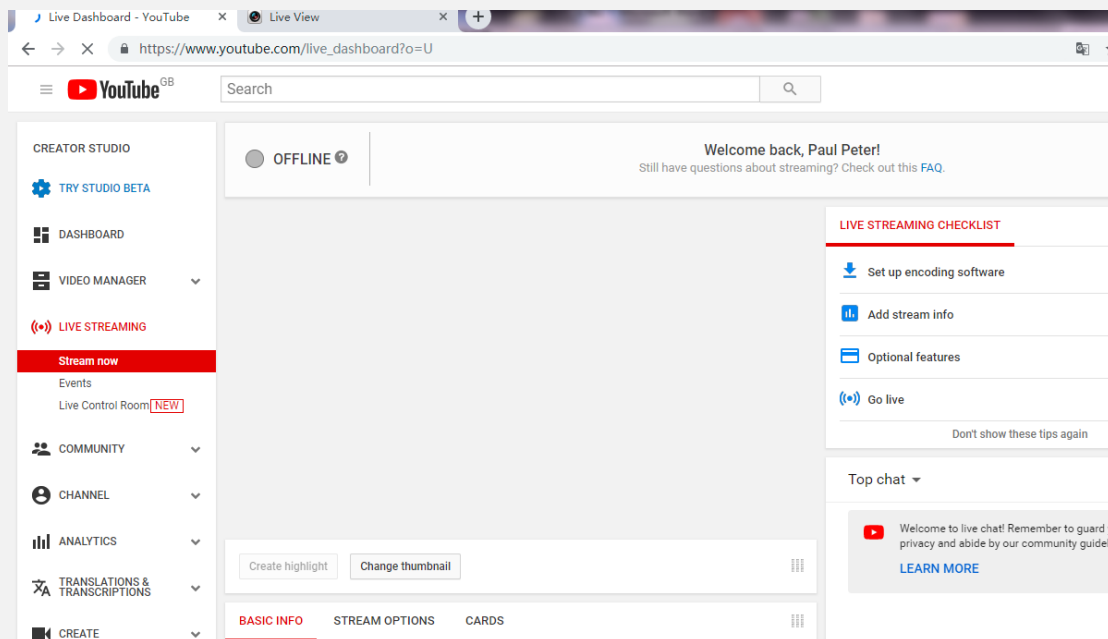 Live Dashboard - YouTube
Live View
https://www.youtube.com/live_dashboard?o=U
YouTube GB
Search
CREATOR STUDIO
TRY STUDIO BETA
DASHBOARD
VIDEO MANAGER
LIVE STREAMING
Stream now
Events
Live Control Room NEW
COMMUNITY
CHANNEL
ANALYTICS
TRANSLATIONS &
TRANSCRIPTIONS
CREATE
OFFLINE ?
Welcome back, Paul Peter!
Still have questions about streaming? Check out this FAQ.
LIVE STREAMING CHECKLIST
Set up encoding software
Add stream info
Optional features
Go live
Don't show these tips again
Top chat
Welcome to live chat! Remember to guard
privacy and abide by our community
LEARN MORE
Create highlight
Change thumbnail
BASIC INFO
STREAM OPTIONS
CARDS